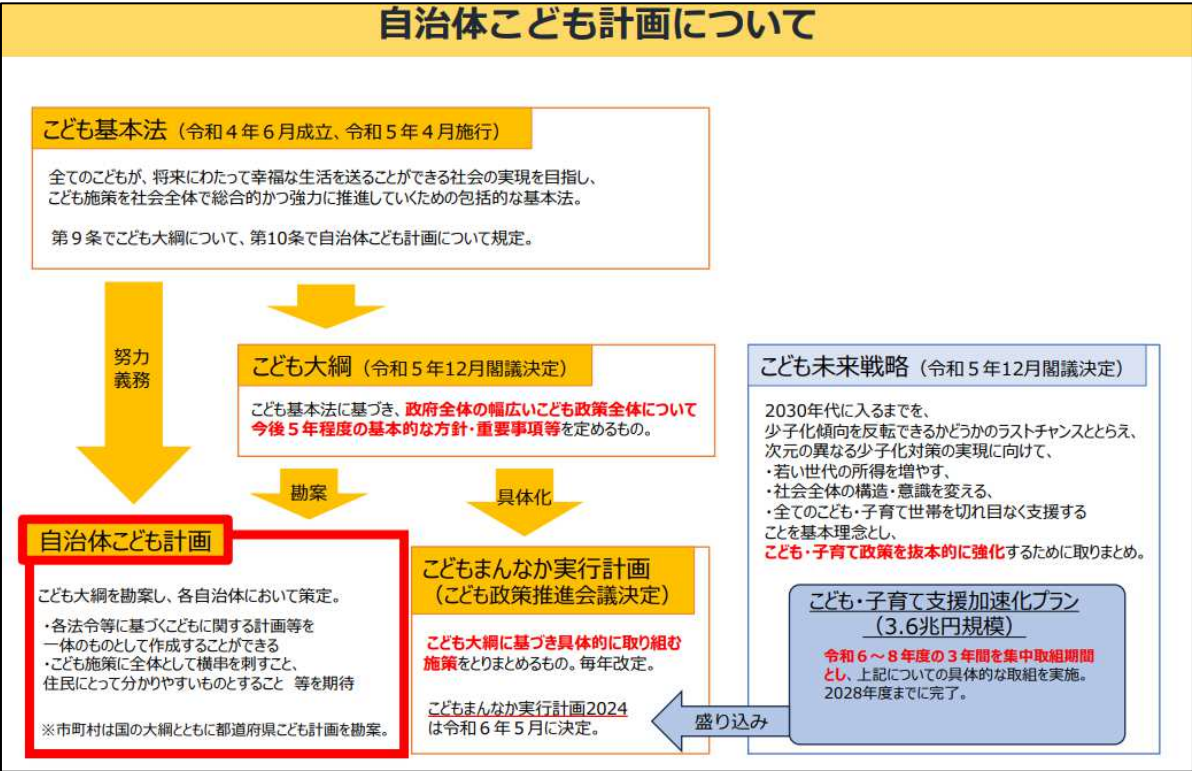 自治体こども計画について
こども基本法（令和４年６月成立、令和５年４月施行）
全てのこどもが、将来にわたって幸福な生活を送ることができる社会の実現を目指し、
こども施策を社会全体で総合的かつ強力に推進していくための包括的な基本法。
第９条でこども大綱について、第10条で自治体こども計画について規定。
努力
義務
こども大綱（令和５年12月閣議決定）
こども基本法に基づき、政府全体の幅広いこども政策全体について
今後５年程度の基本的な方針・重要事項等を定めるもの。
勘案
具体化
自治体こども計画
こども大綱を勘案し、各自治体において策定。
・各法令等に基づくこどもに関する計画等を
一体のものとして作成することができる
・こども施策に全体として横串を刺すこと、
住民にとって分かりやすいものとすること 等を期待
※市町村は国の大綱とともに都道府県こども計画を勘案。
こどもまんなか実行計画
（こども政策推進会議決定）
こども大綱に基づき具体的に取り組む
施策をとりまとめるもの。毎年改定。
こどもまんなか実行計画2024
は令和６年５月に決定。
こども未来戦略（令和５年12月閣議決定）
2030年代に入るまでを、
少子化傾向を反転できるかどうかのラストチャンスととらえ、
次元の異なる少子化対策の実現に向けて、
・若い世代の所得を増やす、
・社会全体の構造・意識を変える、
・全てのこども・子育て世帯を切れ目なく支援する
ことを基本理念とし、
こども・子育て政策を抜本的に強化するために取りまとめ。
こども・子育て支援加速化プラン
（3.6兆円規模）
令和６～８年度の３年間を集中取組期間
とし、上記についての具体的な取組を実施。
2028年度までに完了。
盛り込み